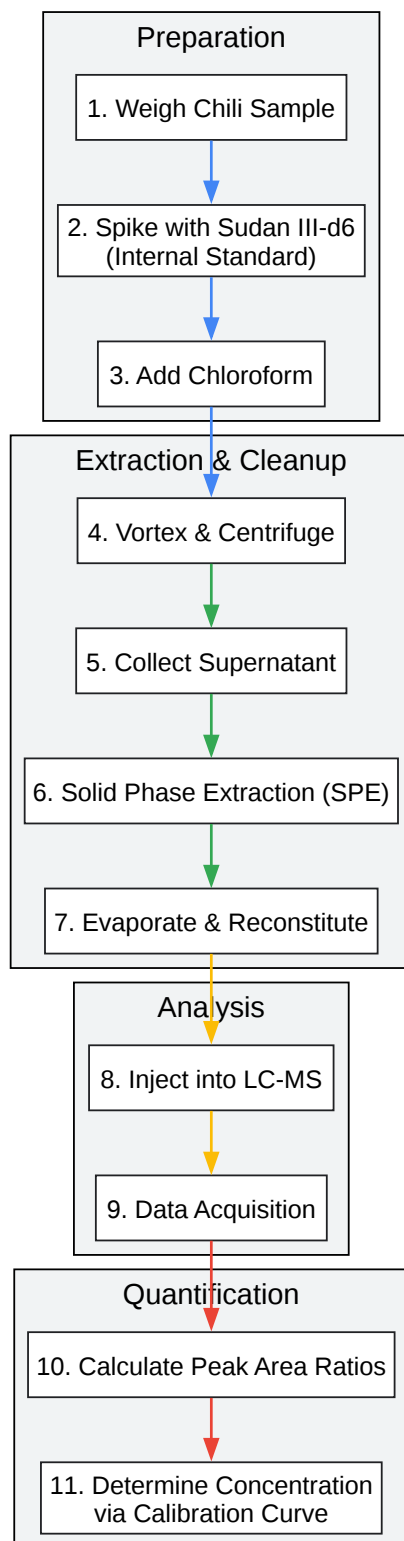 Preparation
1. Weigh Chili Sample
2. Spike with Sudan III-d6
(Internal Standard)
3. Add Chloroform
Extraction & Cleanup
4. Vortex & Centrifuge
5. Collect Supernatant
6. Solid Phase Extraction (SPE)
7. Evaporate & Reconstitute
Analysis
8. Inject into LC-MS
9. Data Acquisition
Quantification
10. Calculate Peak Area Ratios
11. Determine Concentration
via Calibration Curve